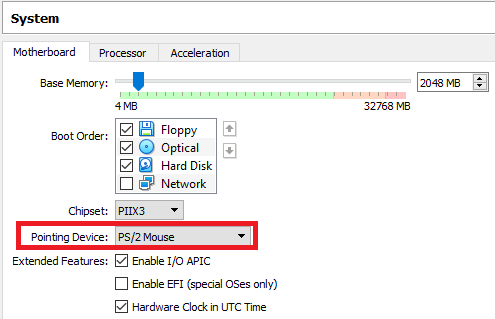 System
Motherboard Processor Acceleration
Base Memory: 2048 MB
4 MB 32768 MB
Boot Order: Floppy
Optical
Hard Disk
Network
Chipset: PIIX3
Pointing Device: PS/2 Mouse
Extended Features: Enable I/O APIC
Enable EFI (special OSes only)
Hardware Clock in UTC Time